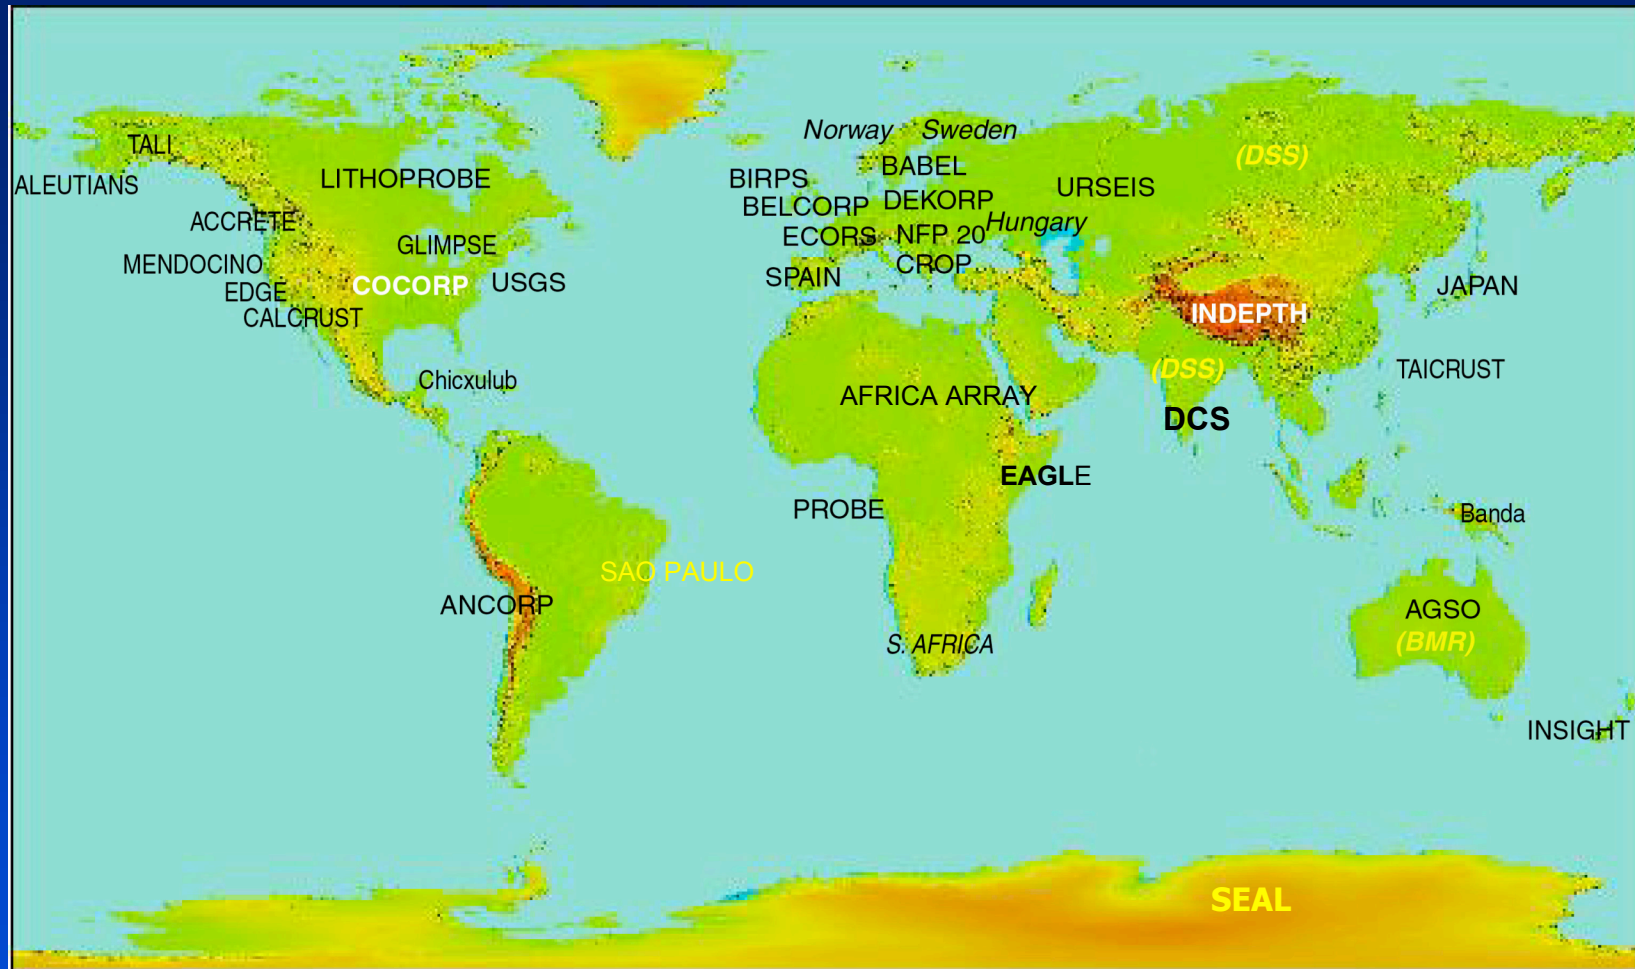 Norway Sweden
TALI
(DSS)
BABEL
ALEUTIANS
LITHOPROBE
BIRPS
URSEIS
BELCORP
DEKORP
ACCRETE
Hungary
GLIMPSE
ECORS
NFP 20
MENDOCINO
CROP
EDGE
COCORP
USGS
SPAIN
JAPAN
CALCRUST
INDEPTH
Chicxulub
(DSS)
TAICRUST
AFRICA ARRAY
DCS
EAGLE
PROBE
Banda
SAO PAULO
ANCORP
AGSO
S. AFRICA
(BMR)
INSIGHT
SEAL